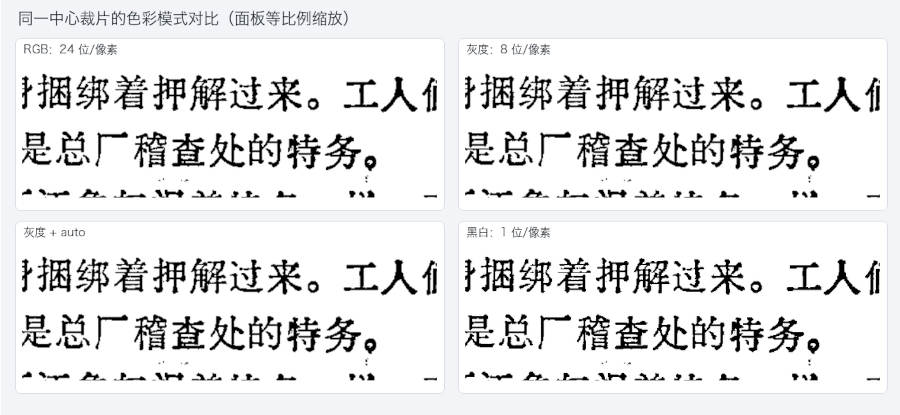 同一中心裁片的色彩模式对比（面板等比例缩放）
RGB：24 位/像素
捆绑着押解过来。工人们
是总厂稽查处的特务。
灰度：8 位/像素
捆绑着押解过来。工人们
是总厂稽查处的特务。
灰度 + auto
捆绑着押解过来。工人们
是总厂稽查处的特务。
黑白：1 位/像素
捆绑着押解过来。工人们
是总厂稽查处的特务。